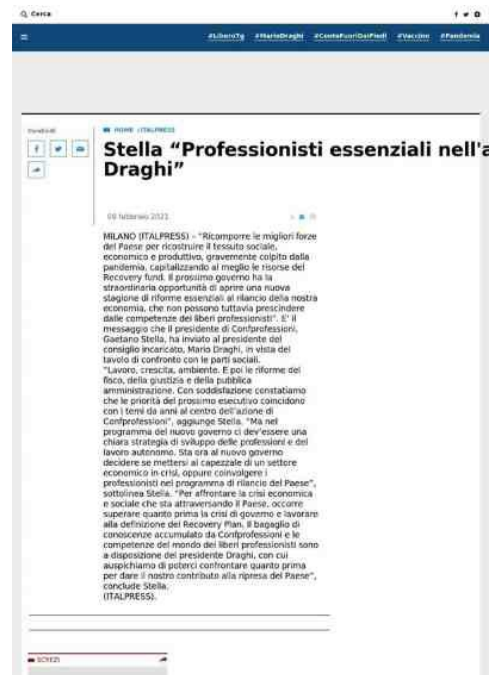 Cerca
#LiberoTg #MarioDraghi #ContaFuoriDaiPiedi #Vaccino #Pandemia
Condividi:
HOME / ITALPRESS
Stella “Professionisti essenziali nell'a
Draghi”
08 febbraio 2021
MILANO (ITALPRESS) – “Ricomporre le migliori forze
del Paese per ricostruire il tessuto sociale,
economico e produttivo, gravemente colpito dalla
pandemia, capitalizzando al meglio le risorse del
Recovery fund. Il prossimo governo ha la
straordinaria opportunità di aprire una nuova
stagione di riforme essenziali al rilancio della nostra
economia, che non possono tuttavia prescindere
dalle competenze dei liberi professionisti”. E' il
messaggio che il presidente di Confprofessioni,
Gaetano Stella, ha inviato al presidente del
consiglio incaricato, Mario Draghi, in vista del
tavolo di confronto con le parti sociali.
“Lavoro, crescita, ambiente. E poi le riforme del
fisco, della giustizia e della pubblica
amministrazione. Con soddisfazione constatiamo
che le priorità del prossimo esecutivo coincidono
con i temi da anni al centro dell'azione di
Confprofessioni”, aggiunge Stella. “Ma nel
programma del nuovo governo ci dev'essere una
chiara strategia di sviluppo delle professioni e del
lavoro autonomo. Sta ora al nuovo governo
decidere se mettersi al capezzale di un settore
economico in crisi, oppure coinvolgere i
professionisti nel programma di rilancio del Paese”,
sottolinea Stella. “Per affrontare la crisi economica
e sociale che sta attraversando il Paese, occorre
superare quanto prima la crisi di governo e lavorare
alla definizione del Recovery Plan. Il bagaglio di
conoscenze accumulato da Confprofessioni e le
competenze del mondo dei liberi professionisti sono
a disposizione del presidente Draghi, con cui
auspichiamo di poterci confrontare quanto prima
per dare il nostro contributo alla ripresa del Paese”,
conclude Stella.
(ITALPRESS).
SCRIZI